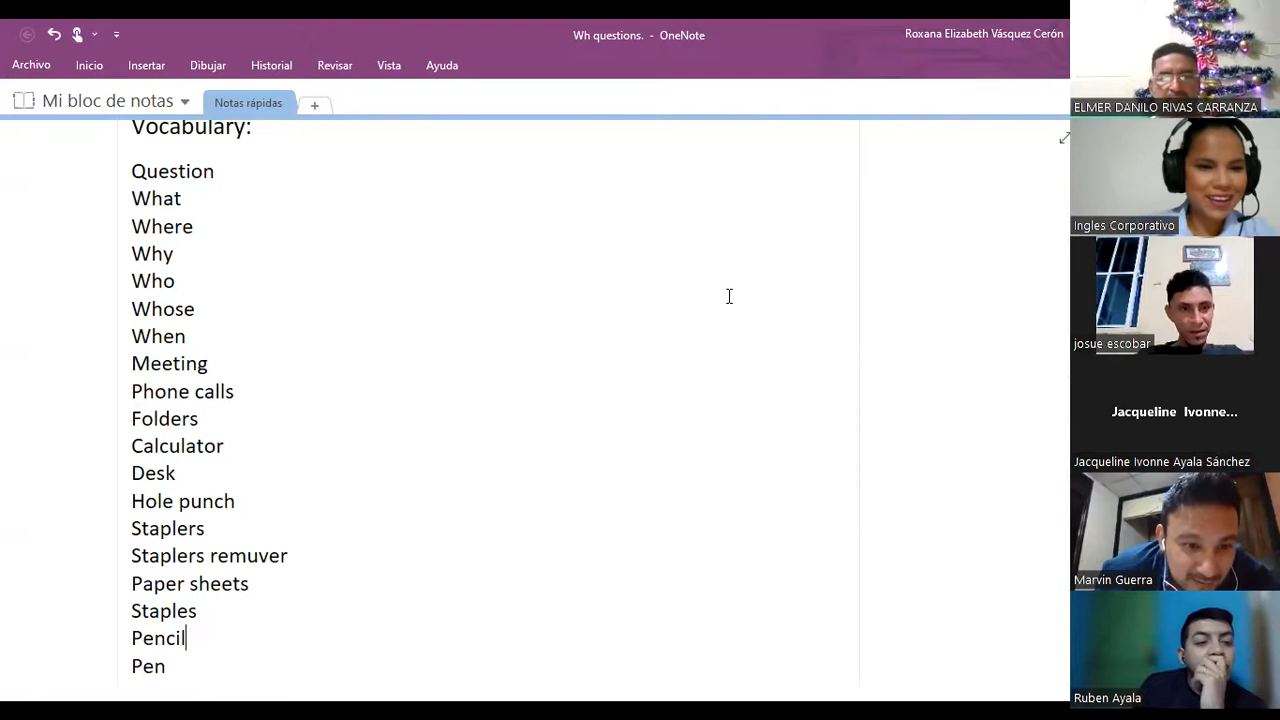 Wh questions. - OneNote
Roxana Elizabeth Vásquez Cerón
Archivo Inicio Insertar Dibujar Historial Revisar Vista Ayuda
Mi bloc de notas Notas rápidas
Vocabulary:
Question
What
Where
Why
Who
Whose
When
Meeting
Phone calls
Folders
Calculator
Desk
Hole punch
Staplers
Staplers remuver
Paper sheets
Staples
Pencil
Pen
ELMER DANILO RIVAS CARRANZA
Ingles Corporativo
josue escobar
Jacqueline Ivonne...
Jacqueline Ivonne Ayala Sánchez
Marvin Guerra
Ruben Ayala